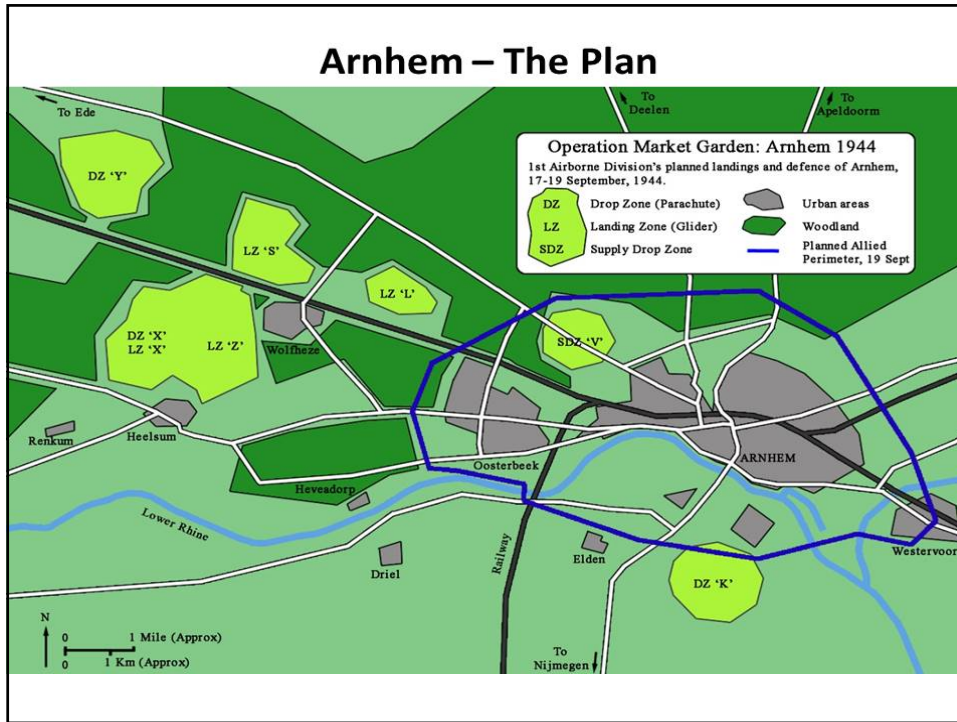 Arnhem – The Plan
To Ede
To
Deelen
To
Apeldoorm
Operation Market Garden: Arnhem 1944
1st Airborne Division's planned landings and defence of Arnhem,
17-19 September, 1944.
DZ Drop Zone (Parachute)
LZ Landing Zone (Glider)
SDZ Supply Drop Zone
Urban areas
Woodland
Planned Allied
Perimeter, 19 Sept
DZ 'Y'
LZ 'S'
LZ 'L'
DZ 'X'
LZ 'X'
LZ 'Z'
Wolfheze
SDZ 'V'
Renkum
Heelsum
Oosterbeek
ARNHEM
Heveadorp
Lower Rhine
Driel
Railway
Elden
Westervoort
DZ 'K'
N
0 1 Mile (Approx)
0 1 Km (Approx)
To
Nijmegen